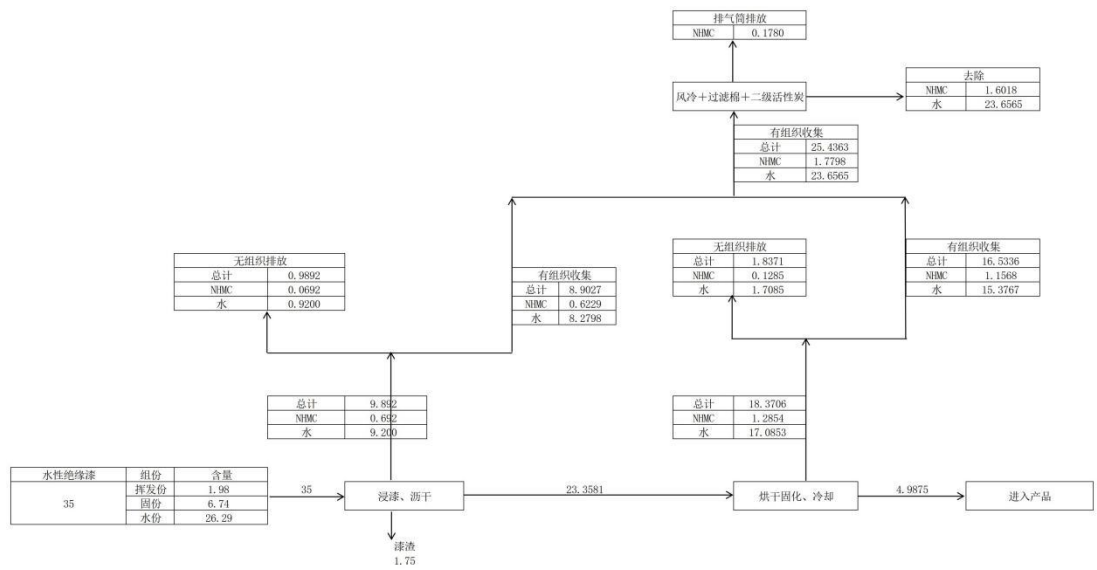 排气筒排放
NHMC 0.1780
风冷＋过滤棉＋二级活性炭
去除
NHMC 1.6018
水 23.6565
有组织收集
总计 25.4363
NHMC 1.7798
水 23.6565
无组织排放
总计 0.9892
NHMC 0.0692
水 0.9200
有组织收集
总计 8.9027
NHMC 0.6229
水 8.2798
无组织排放
总计 1.8371
NHMC 0.1285
水 1.7085
有组织收集
总计 16.5336
NHMC 1.1568
水 15.3767
总计 9.892
NHMC 0.692
水 9.200
总计 18.3706
NHMC 1.2854
水 17.0853
水性绝缘漆 组份 含量
35
挥发份 1.98
固份 6.74
水份 26.29
35
浸漆、沥干
23.3581
烘干固化、冷却
4.9875
进入产品
漆渣
1.75